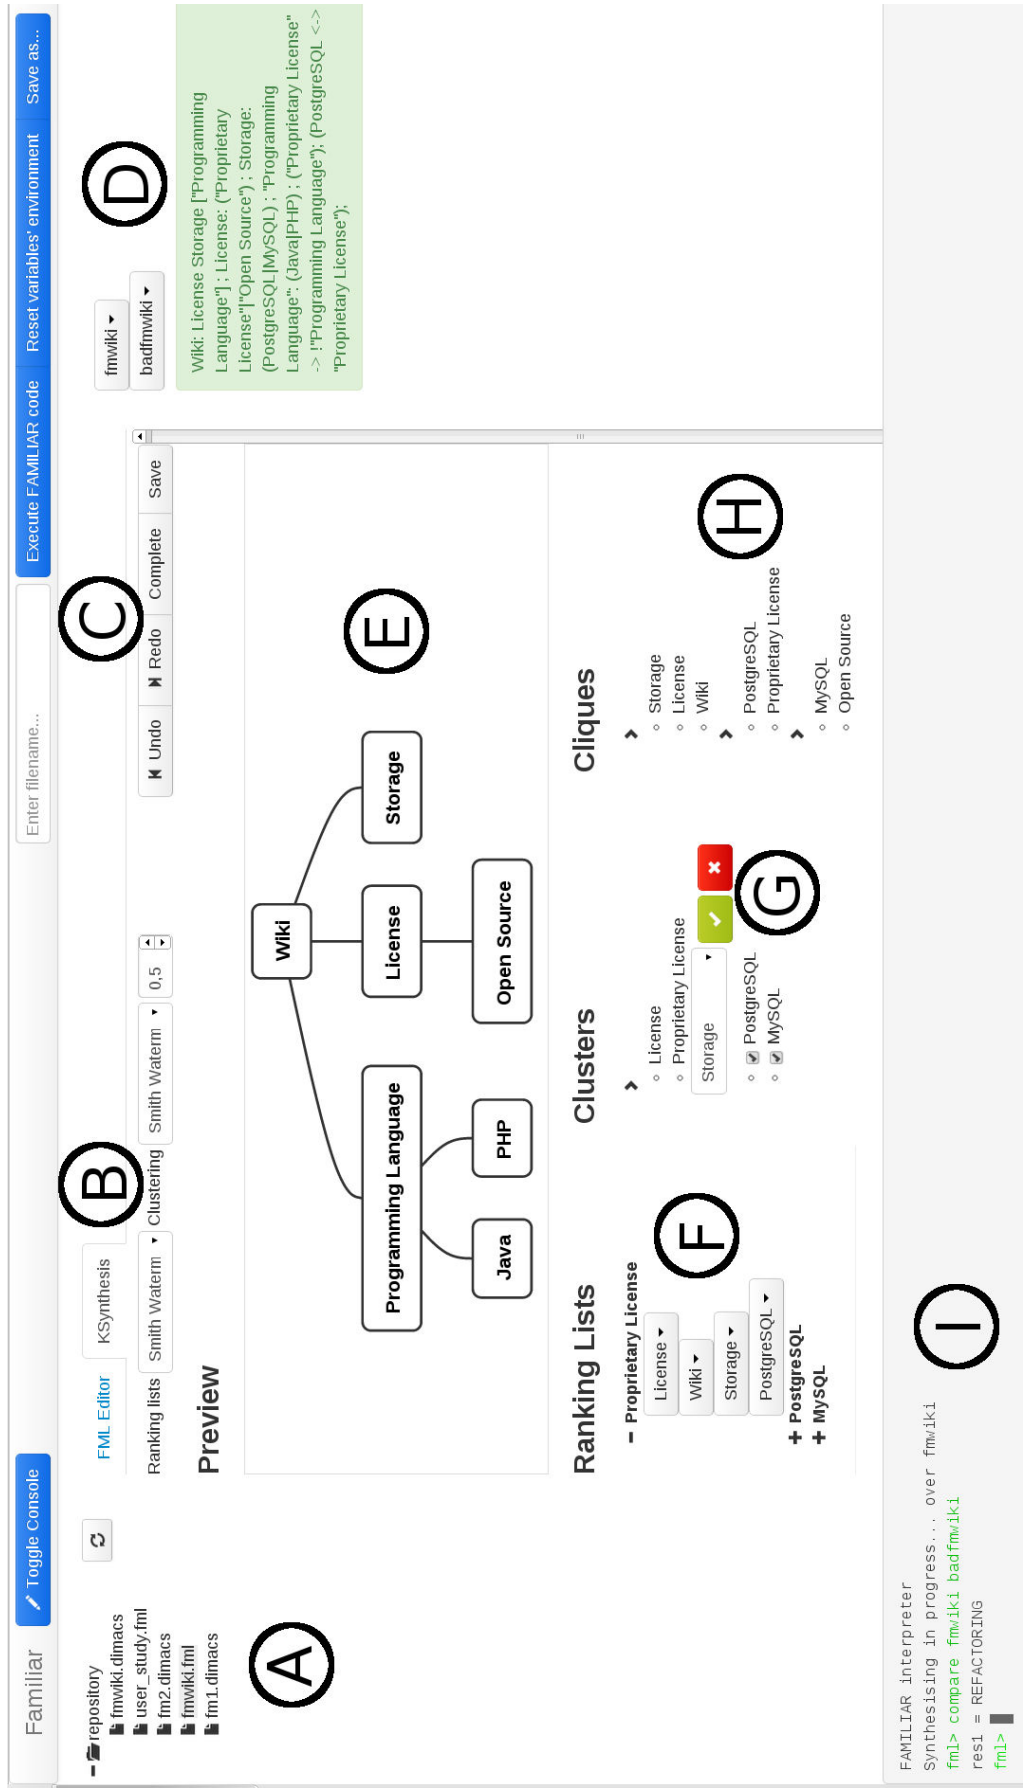 Familiar
Toggle Console
Enter filename...
Execute FAMILIAR code
Reset variables' environment
Save as...
repository
fmwiki.dimacs
user_study.fml
fm2.dimacs
fmwiki.fml
fm1.dimacs
A
FML Editor
KSynthesis
B
C
Ranking lists
Smith Waterm
Clustering
Smith Waterm
0,5
Undo
Redo
Complete
Save
Preview
Wiki
Programming Language
License
Storage
Java
PHP
Open Source
E
Ranking Lists
Proprietary License
License
Wiki
Storage
PostgreSQL
PostgreSQL
MySQL
F
Clusters
License
Proprietary License
Storage
PostgreSQL
MySQL
G
Cliques
Storage
License
Wiki
PostgreSQL
Proprietary License
MySQL
Open Source
H
fmwiki
badfmwiki
D
Wiki: License Storage ["Programming
Language"] ; License: ("Proprietary
License"|"Open Source") ; Storage:
(PostgreSQL|MySQL) ; "Programming
Language": (Java|PHP) ; ("Proprietary License"
-> !"Programming Language"); (PostgreSQL <->
"Proprietary License");
FAMILIAR interpreter
Synthesising in progress... over fmwiki
fml> compare fmwiki badfmwiki
res1 = REFACTORING
fml>
I